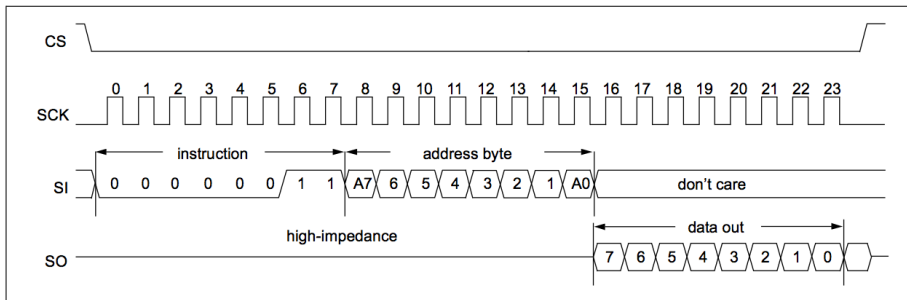 CS
0 1 2 3 4 5 6 7 8 9 10 11 12 13 14 15 16 17 18 19 20 21 22 23
SCK
instruction address byte
SI 0 0 0 0 0 0 1 1 A7 6 5 4 3 2 1 A0 don't care
high-impedance data out
SO 7 6 5 4 3 2 1 0